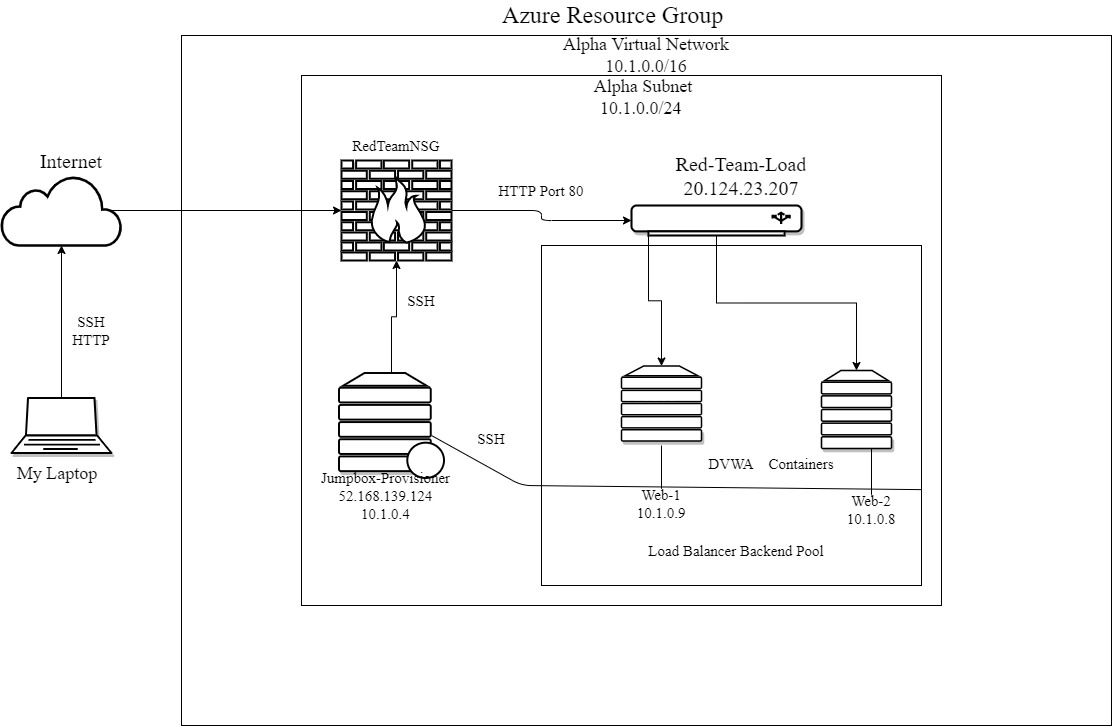 Azure Resource Group
Alpha Virtual Network
10.1.0.0/16
Alpha Subnet
10.1.0.0/24
Internet
RedTeamNSG
Red-Team-Load
20.124.23.207
HTTP Port 80
SSH
SSH
HTTP
SSH
My Laptop
Jumpbox-Provisioner
52.168.139.124
10.1.0.4
DVWA Containers
Web-1
10.1.0.9
Web-2
10.1.0.8
Load Balancer Backend Pool